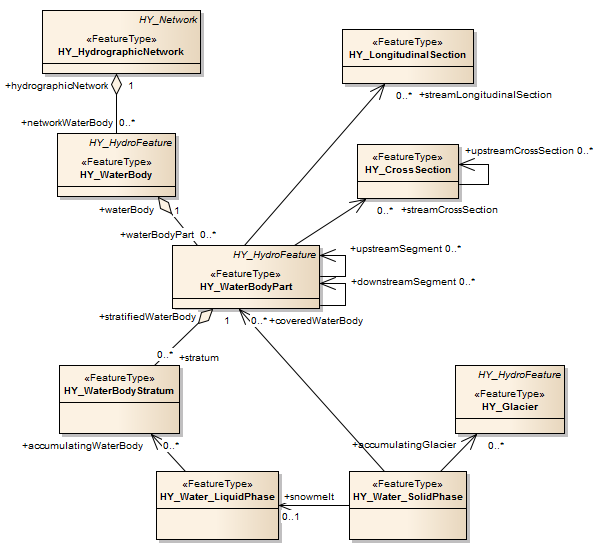 HY_Network
«FeatureType»
HY_HydrographicNetwork
«FeatureType»
HY_LongitudinalSection
+hydrographicNetwork 1
0..* +streamLongitudinalSection
+networkWaterBody 0..*
HY_HydroFeature
«FeatureType»
HY_WaterBody
«FeatureType»
HY_CrossSection
+upstreamCrossSection 0..*
+waterBody 1
0..* +streamCrossSection
+waterBodyPart 0..*
HY_HydroFeature
«FeatureType»
HY_WaterBodyPart
+upstreamSegment 0..*
+downstreamSegment 0..*
+stratifiedWaterBody 1
0..* +coveredWaterBody
0..* +stratum
«FeatureType»
HY_WaterBodyStratum
HY_HydroFeature
«FeatureType»
HY_Glacier
+accumulatingWaterBody 0..*
+accumulatingGlacier 0..*
«FeatureType»
HY_Water_LiquidPhase
+snowmelt
0..1
«FeatureType»
HY_Water_SolidPhase